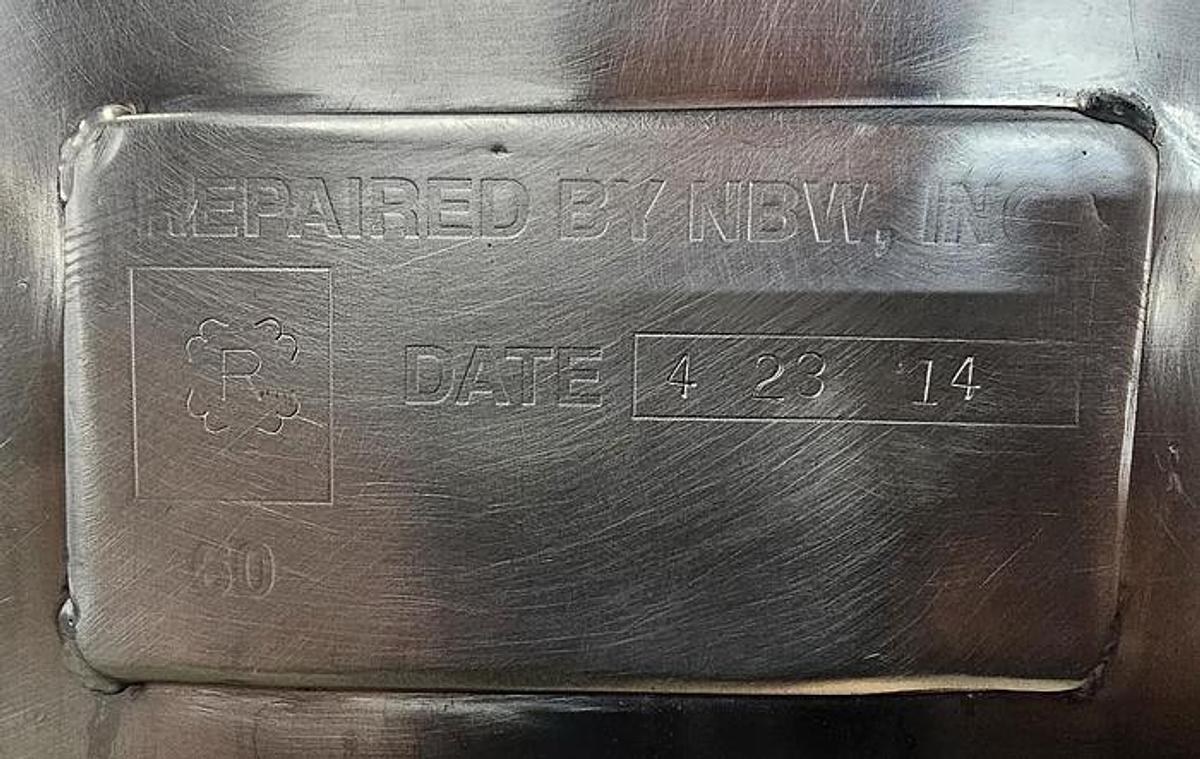 REPAIRED BY NBW, INC
R
DATE 4 23 14